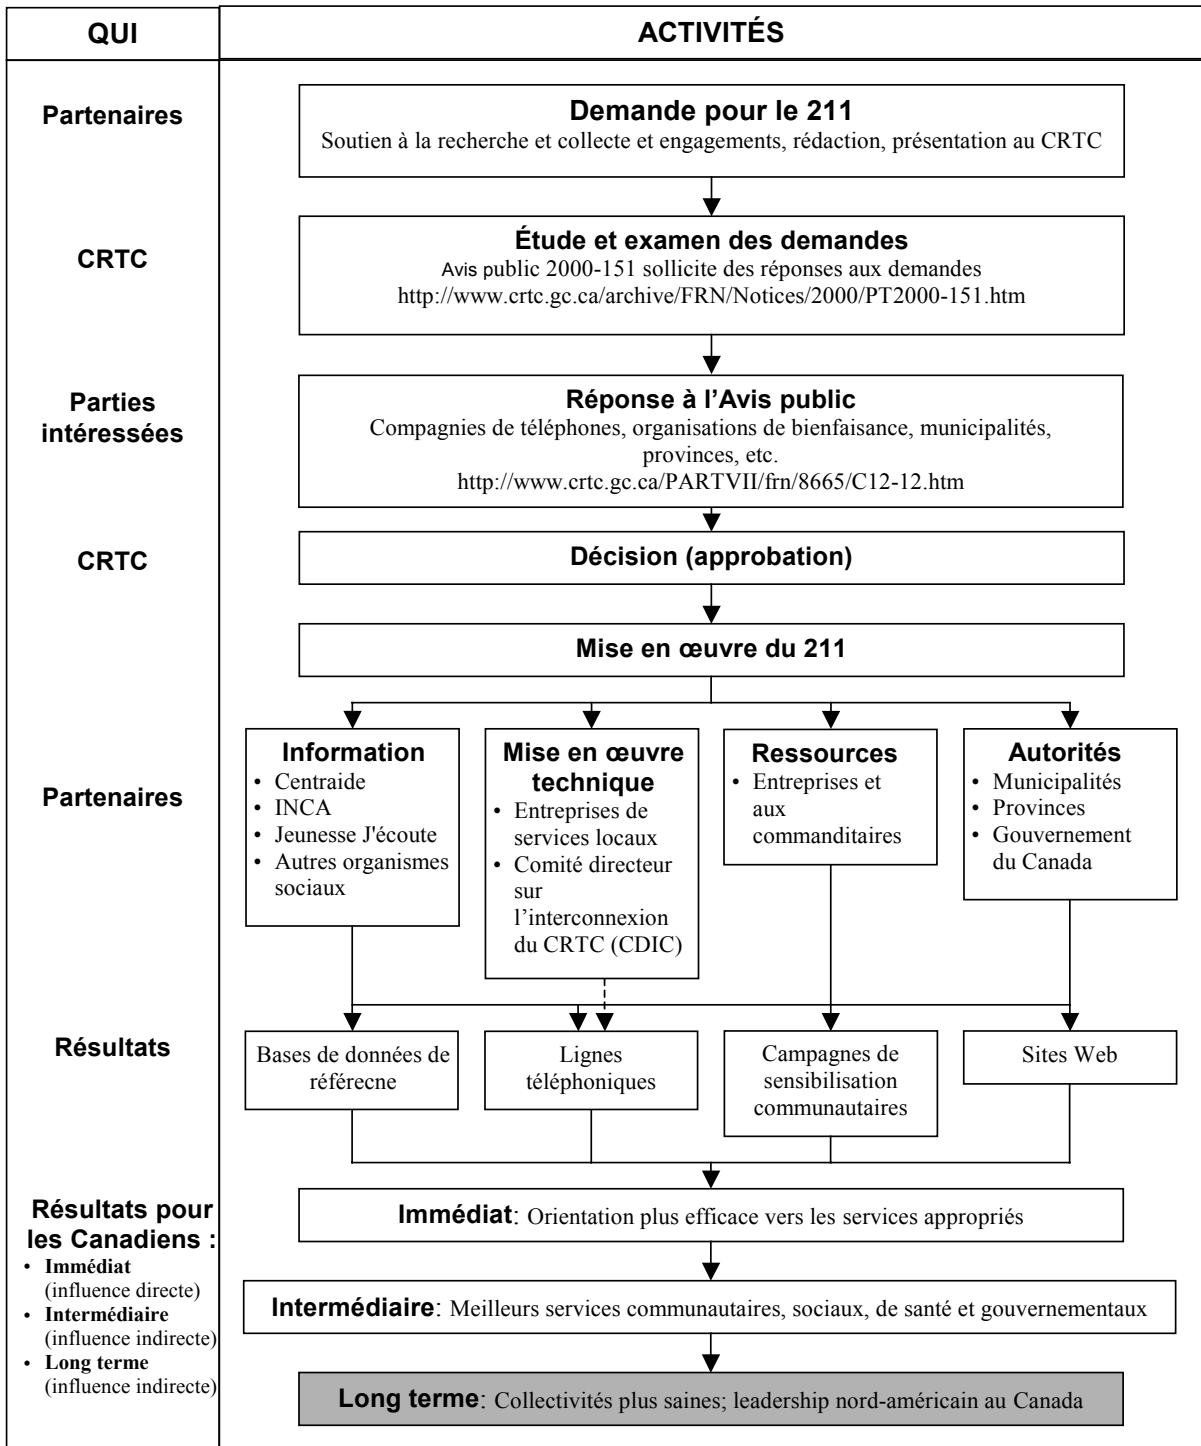 QUI
ACTIVITÉS
Partenaires
Demande pour le 211
Soutien à la recherche et collecte et engagements, rédaction, présentation au CRTC
CRTC
Étude et examen des demandes
Avis public 2000-151 sollicite des réponses aux demandes
http://www.crtc.gc.ca/archive/FRN/Notices/2000/PT2000-151.htm
Parties
intéressées
Réponse à l’Avis public
Compagnies de téléphones, organisations de bienfaisance, municipalités,
provinces, etc.
http://www.crtc.gc.ca/PARTVII/frn/8665/C12-12.htm
CRTC
Décision (approbation)
Mise en œuvre du 211
Partenaires
Information
• Centraide
• INCA
• Jeunesse J'écoute
• Autres organismes
sociaux
Mise en œuvre
technique
• Entreprises de
services locaux
• Comité directeur
sur
l’interconnexion
du CRTC (CDIC)
Ressources
• Entreprises et
aux
commanditaires
Autorités
• Municipalités
• Provinces
• Gouvernement
du Canada
Résultats
Bases de données de
référecne
Lignes
téléphoniques
Campagnes de
sensibilisation
communautaires
Sites Web
Résultats pour
les Canadiens :
• Immédiat
(influence directe)
• Intermédiaire
(influence indirecte)
• Long terme
(influence indirecte)
Immédiat: Orientation plus efficace vers les services appropriés
Intermédiaire: Meilleurs services communautaires, sociaux, de santé et gouvernementaux
Long terme: Collectivités plus saines; leadership nord-américain au Canada